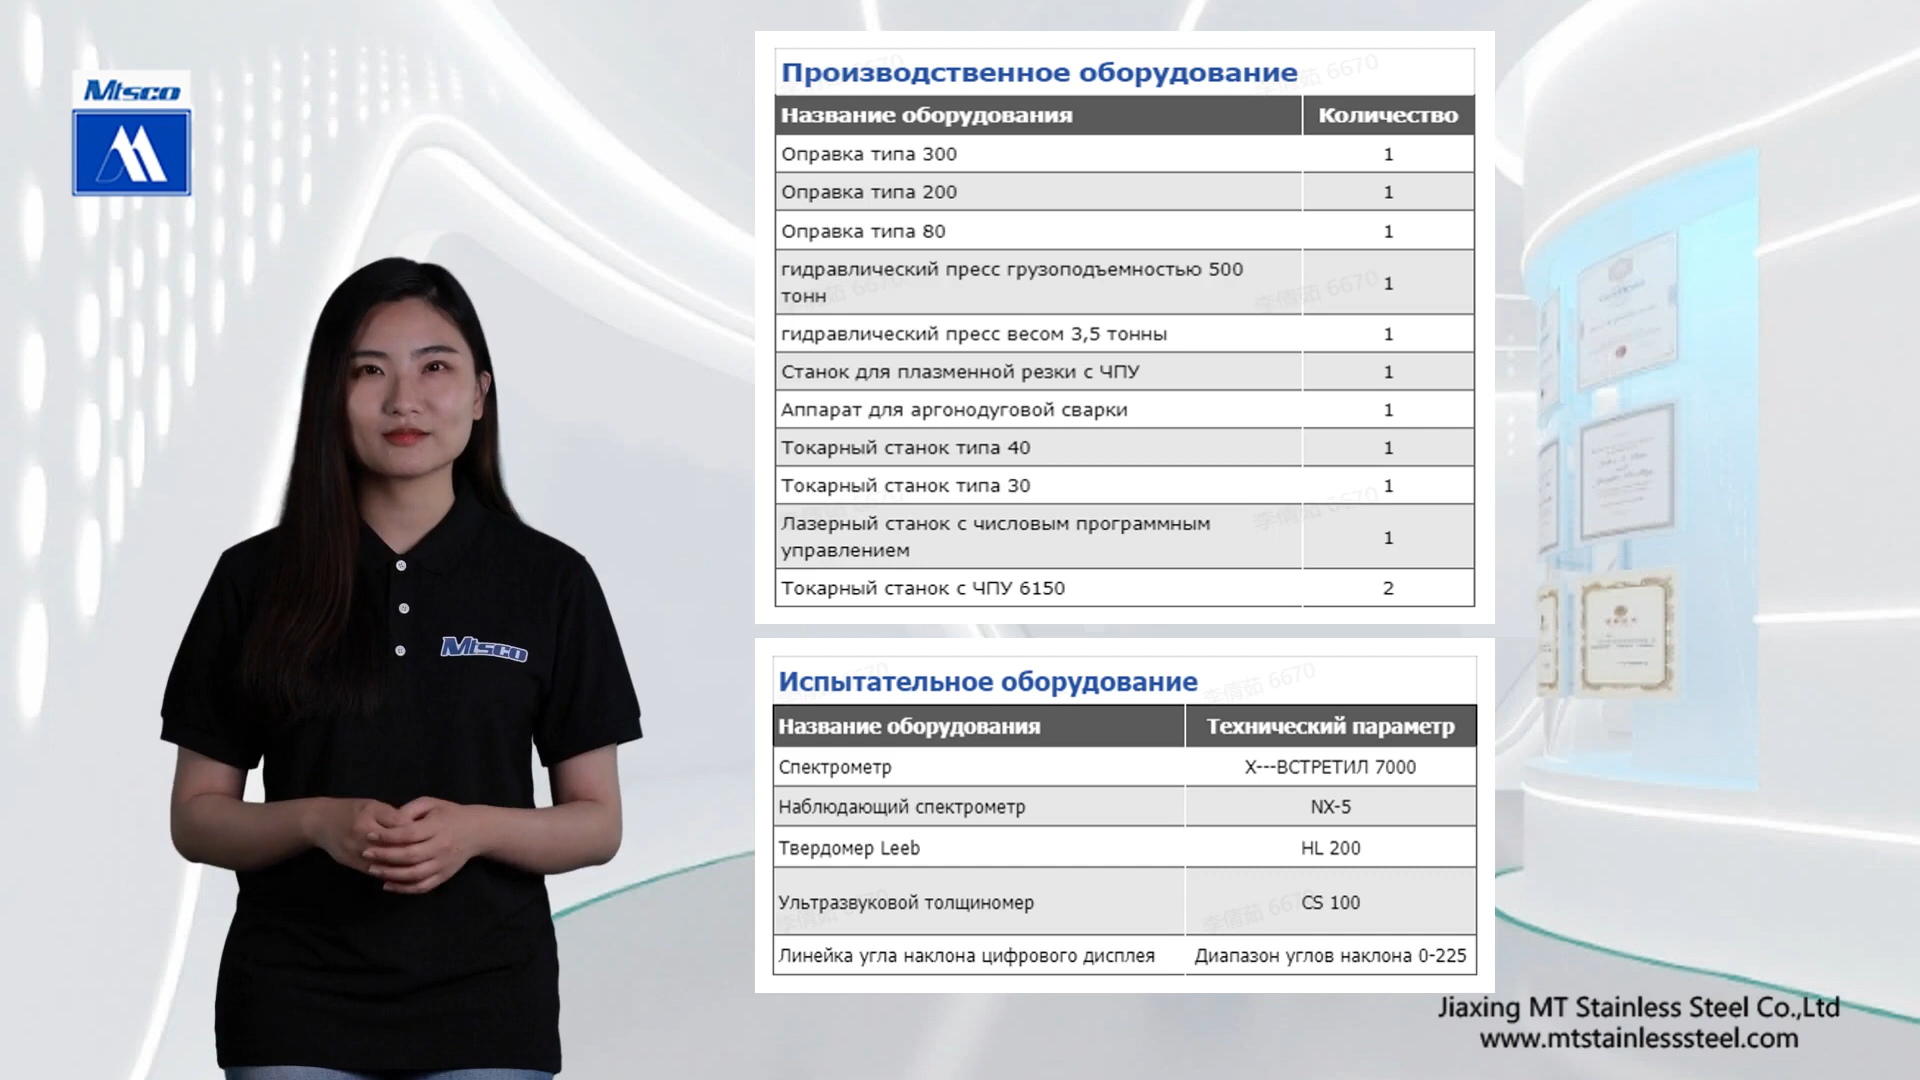 Mtsco
Производственное оборудование
Название оборудования Количество
Оправка типа 300 1
Оправка типа 200 1
Оправка типа 80 1
гидравлический пресс грузоподъемностью 500
тонн 1
гидравлический пресс весом 3,5 тонны 1
Станок для плазменной резки с ЧПУ 1
Аппарат для аргонодуговой сварки 1
Токарный станок типа 40 1
Токарный станок типа 30 1
Лазерный станок с числовым программным
управлением 1
Токарный станок с ЧПУ 6150 2
Mtsco
Испытательное оборудование
Название оборудования Технический параметр
Спектрометр X---ВСТРЕТИЛ 7000
Наблюдающий спектрометр NX-5
Твердомер Leeb HL 200
Ультразвуковой толщиномер CS 100
Линейка угла наклона цифрового дисплея Диапазон углов наклона 0-225
李倩茹 6670
Jiaxing MT Stainless Steel Co.,Ltd
www.mtstainlesssteel.com